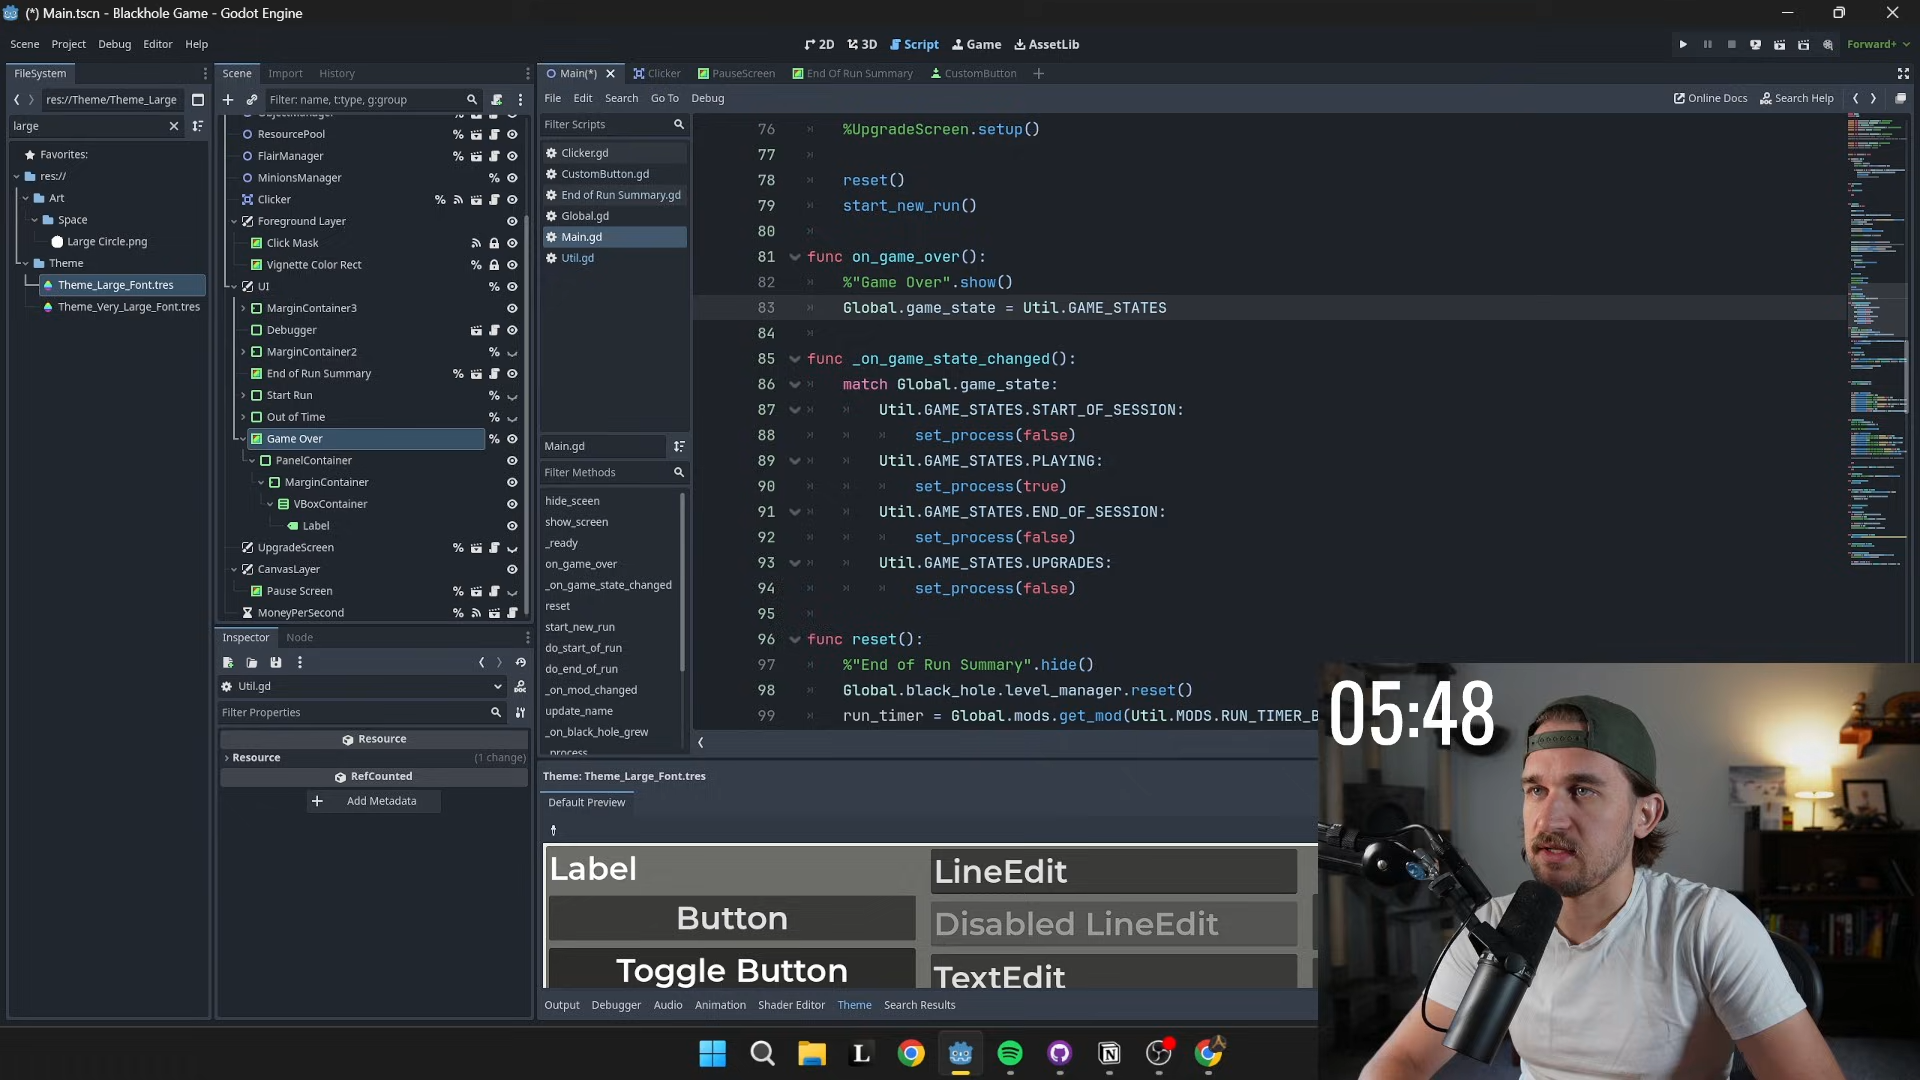 (*) Main.tscn - Blackhole Game - Godot Engine
Scene Project Debug Editor Help
2D 3D Script Game AssetLib
Forward+
FileSystem
res://Theme/Theme_Large
large
Favorites:
res://
Art
Space
Large Circle.png
Theme
Theme_Large_Font.tres
Theme_Very_Large_Font.tres
Scene Import History
Filter: name, t:type, g:group
ResourcePool
FlairManager
MinionsManager
Clicker
Foreground Layer
Click Mask
Vignette Color Rect
UI
MarginContainer3
Debugger
MarginContainer2
End of Run Summary
Start Run
Out of Time
Game Over
PanelContainer
MarginContainer
VBoxContainer
Label
UpgradeScreen
CanvasLayer
Pause Screen
MoneyPerSecond
Inspector Node
Util.gd
Filter Properties
Resource
Resource (1 change)
RefCounted
Add Metadata
Main(*) Clicker PauseScreen End Of Run Summary CustomButton
File Edit Search Go To Debug
Online Docs Search Help
Filter Scripts
Clicker.gd
CustomButton.gd
End of Run Summary.gd
Global.gd
Main.gd
Util.gd
Main.gd
Filter Methods
hide_sceen
show_screen
_ready
on_game_over
_on_game_state_changed
reset
start_new_run
do_start_of_run
do_end_of_run
_on_mod_changed
update_name
_on_black_hole_grew
_process
76 %UpgradeScreen.setup()
77
78 reset()
79 start_new_run()
80
81 func on_game_over():
82 %"Game Over".show()
83 Global.game_state = Util.GAME_STATES
84
85 func _on_game_state_changed():
86 match Global.game_state:
87 Util.GAME_STATES.START_OF_SESSION:
88 set_process(false)
89 Util.GAME_STATES.PLAYING:
90 set_process(true)
91 Util.GAME_STATES.END_OF_SESSION:
92 set_process(false)
93 Util.GAME_STATES.UPGRADES:
94 set_process(false)
95
96 func reset():
97 %"End of Run Summary".hide()
98 Global.black_hole.level_manager.reset()
99 run_timer = Global.mods.get_mod(Util.MODS.RUN_TIMER_B
Theme: Theme_Large_Font.tres
Default Preview
Label
Button
Toggle Button
LineEdit
Disabled LineEdit
TextEdit
Output Debugger Audio Animation Shader Editor Theme Search Results
05:48